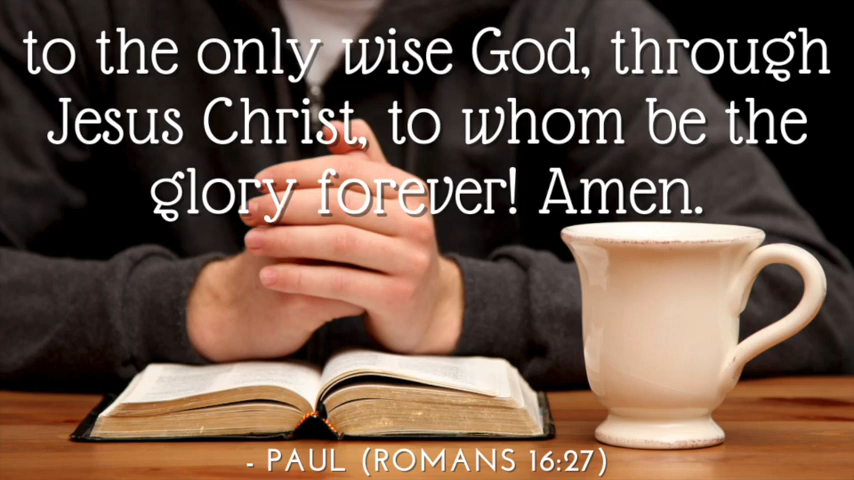 to the only wise God, through
Jesus Christ, to whom be the
glory forever! Amen.
- PAUL (ROMANS 16:27)